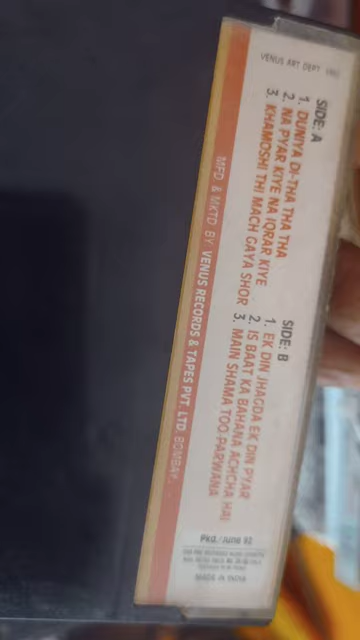 VENUS ART DEPT. 1992
SIDE: A
1. DUNIYA DI-THA THA THA
2. NA PYAR KIYE NA IQRAR KIYE
3. KHAMOSHI THI MACH GAYA SHOR
SIDE: B
1. EK DIN JHAGDA EK DIN PYAR
2. IS BAAT KA BAHANA ACHCHA HAI
3. MAIN SHAMA TOO PARWANA
MFD & MKTD BY: VENUS RECORDS & TAPES PVT. LTD. BOMBAY.
Pkd. June 92
MADE IN INDIA